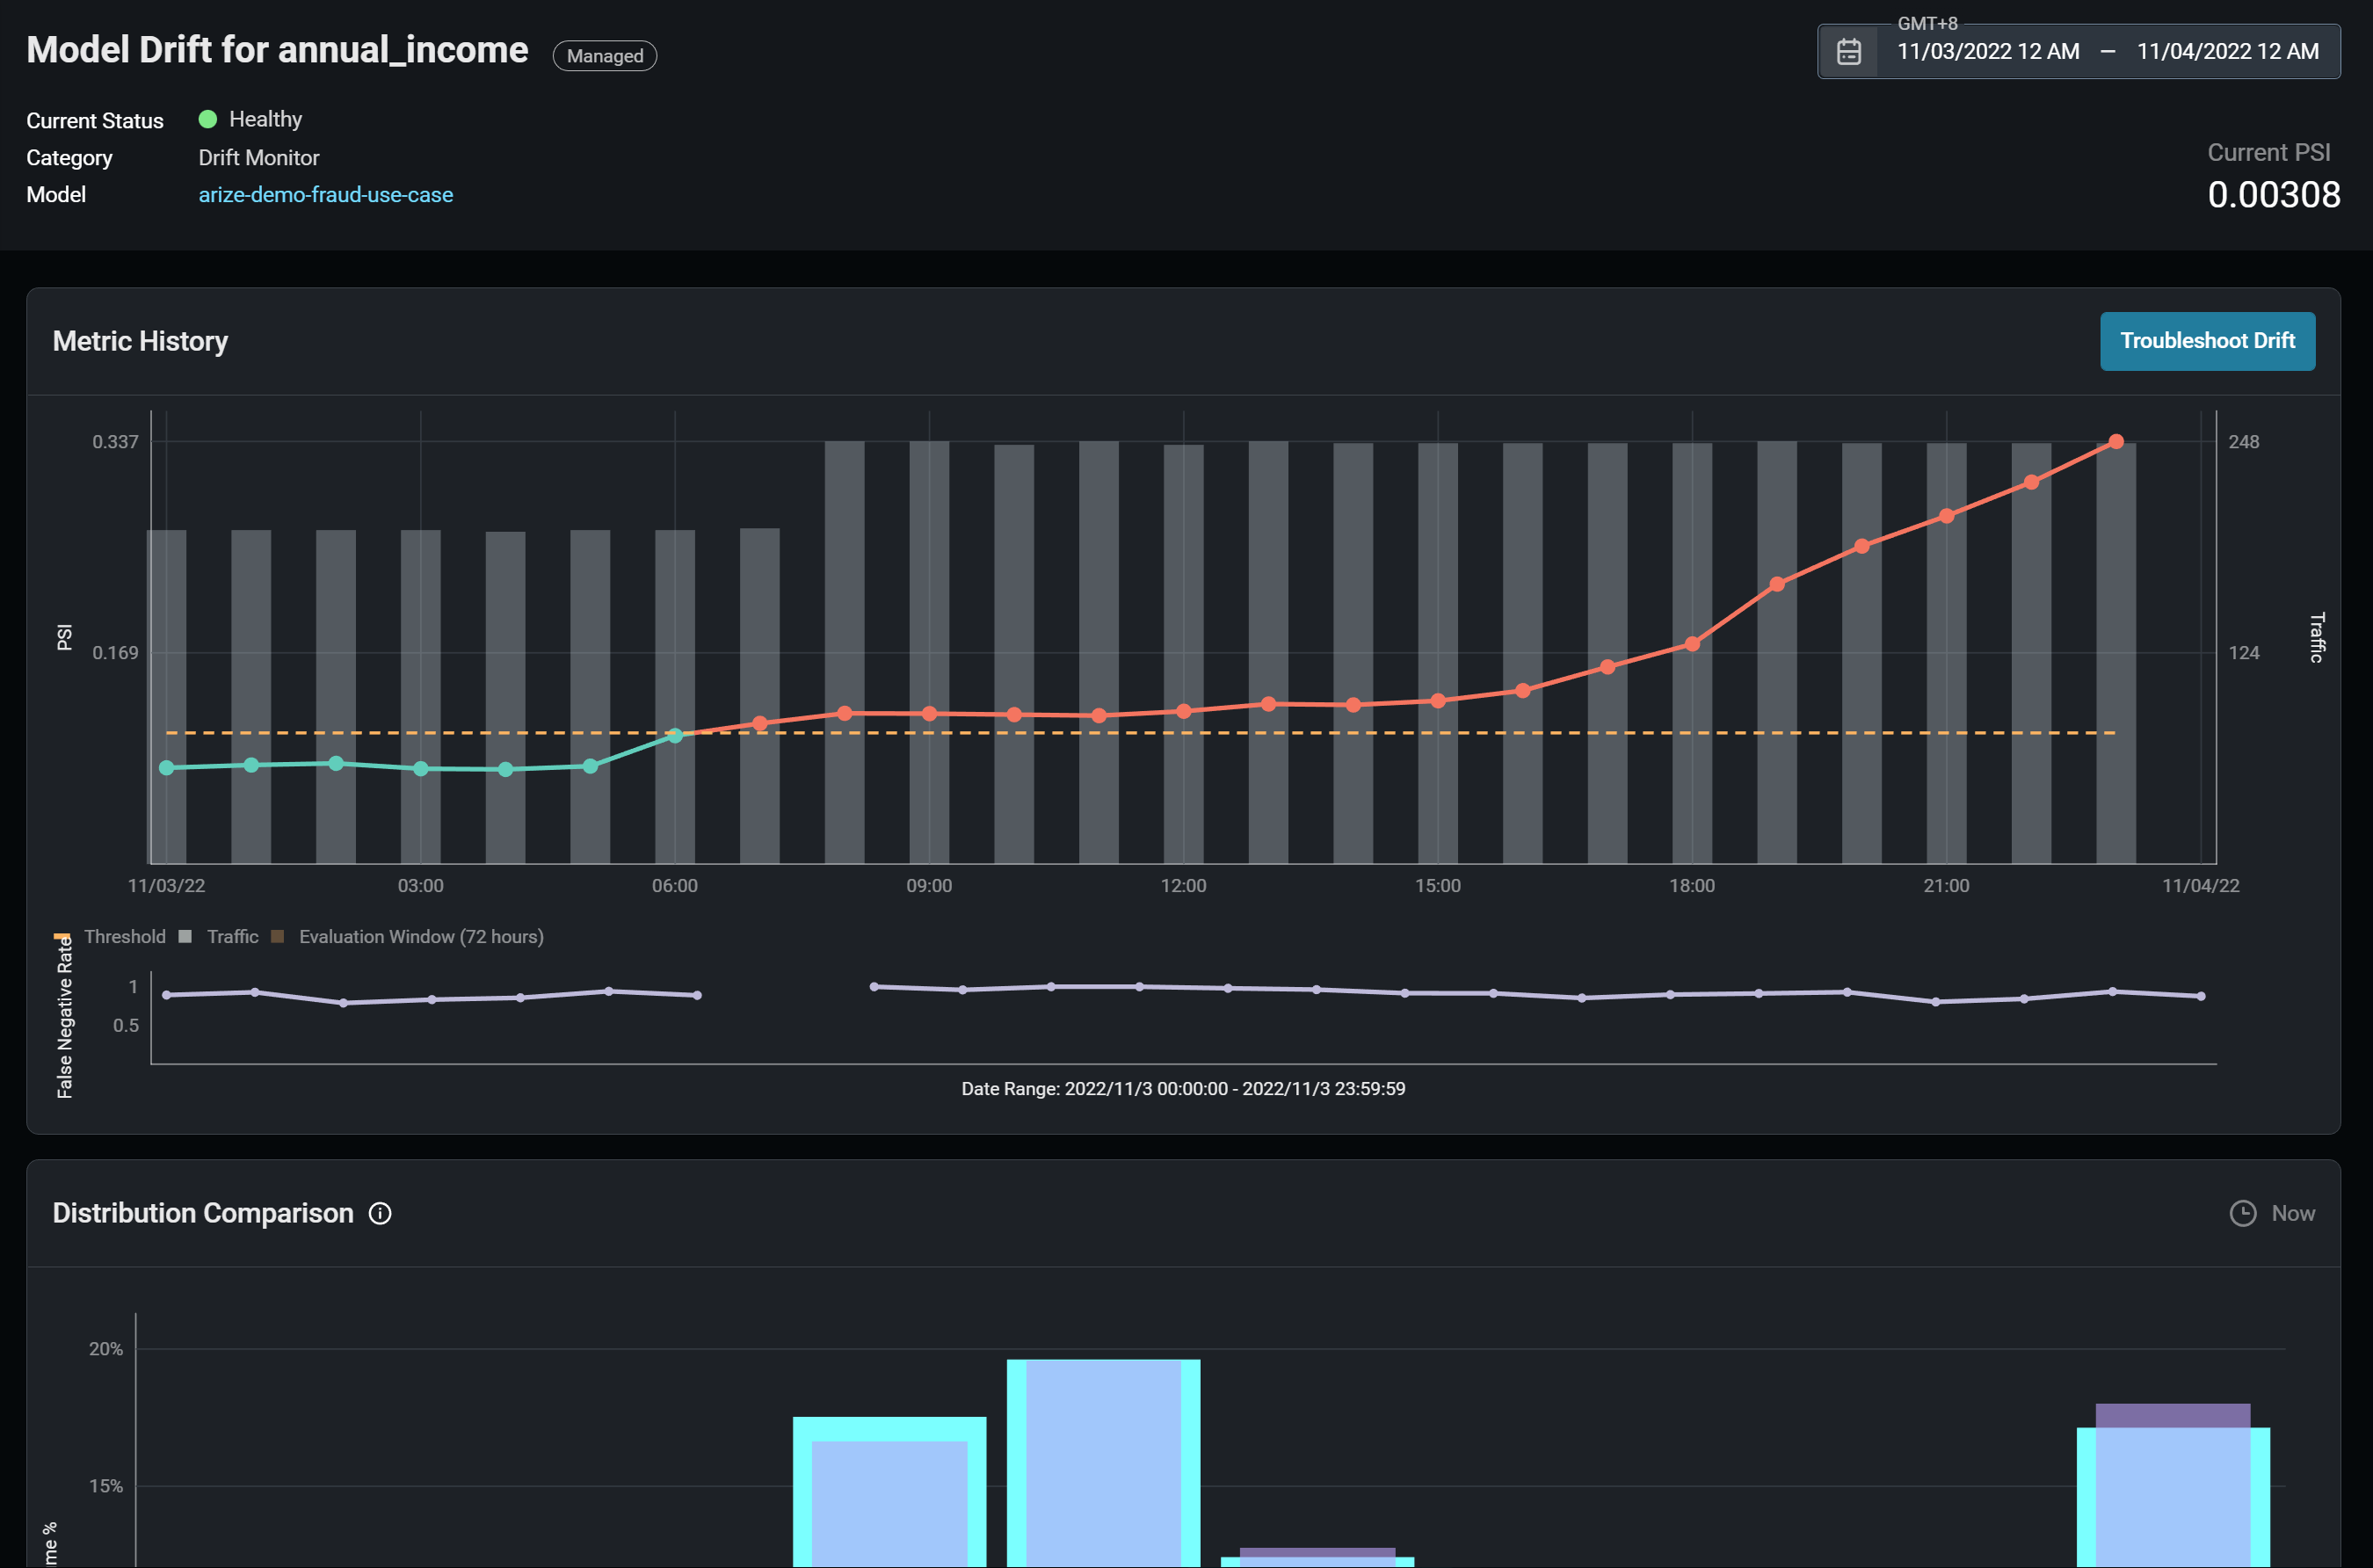 Model Drift for annual_income
Managed
GMT+8
11/03/2022 12 AM – 11/04/2022 12 AM
Current Status Healthy
Category Drift Monitor
Model arize-demo-fraud-use-case
Current PSI
0.00308
Metric History
Troubleshoot Drift
0.337
0.169
PSI
248
124
Traffic
11/03/22 03:00 06:00 09:00 12:00 15:00 18:00 21:00 11/04/22
Threshold Traffic Evaluation Window (72 hours)
False Negative Rate
1
0.5
Date Range: 2022/11/3 00:00:00 - 2022/11/3 23:59:59
Distribution Comparison
Now
20%
15%
me %